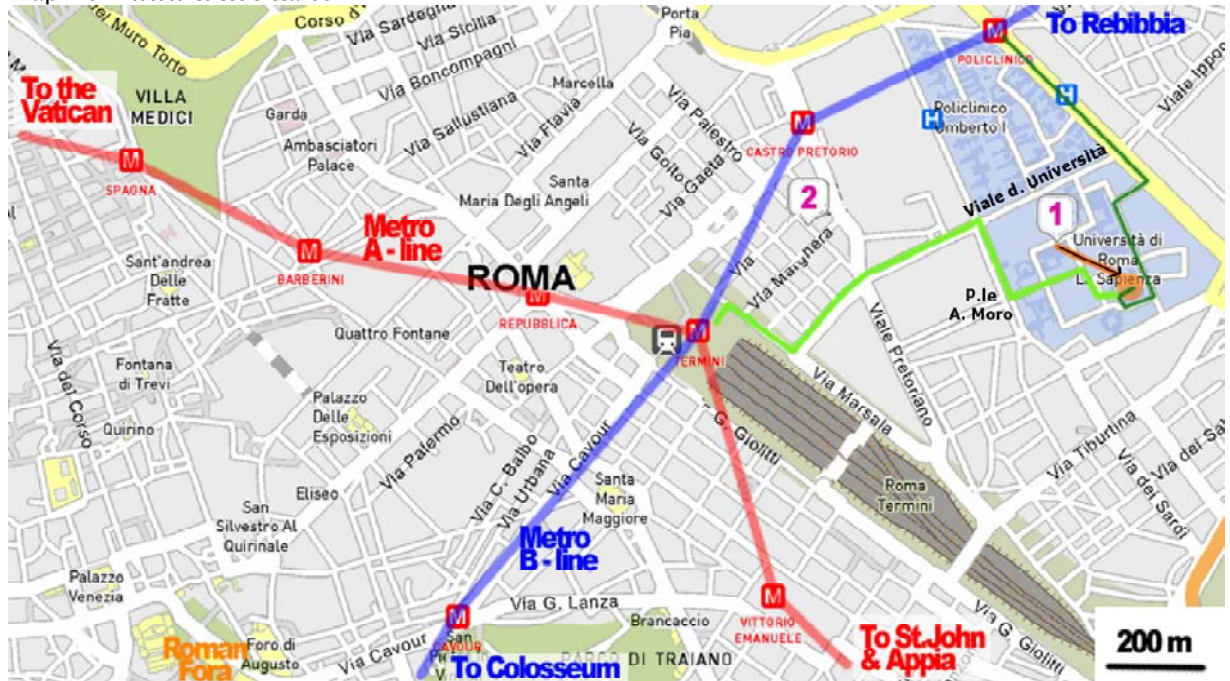 Corso d'
Via Sardegna
Via Sicilia
Porta
Pia
To Rebibbia
del Muro Torto
Via Boncompagni
M
POLICLINICO
Viale Ippo
To the
Vatican
VILLA
MEDICI
Garda
Ambasciatori
Palace
Via Sallustiana
Marcella
Via Flavia
Via Palestro
Via Goito
Via Gaeta
M
CASTRO PRETORIO
H
H
Policlinico
Umberto I
M
SPAGNA
Santa
Maria Degli Angeli
2
Viale d. Università
1
Metro
A - line
M
BARBERINI
Sant'andrea
Delle
Fratte
ROMA
M
REPUBBLICA
Via
Via Marghera
Università di
Roma
La Sapienza
P.le
A. Moro
Quattro Fontane
M
TERMINI
Viale Pretoriano
Via del Corso
Fontana
di Trevi
Quirino
Palazzo
Delle
Esposizioni
Teatro
Dell'opera
Via Marsala
G. Giolitti
Via Palermo
Via C. Balbo
Via Urbana
Via Cavour
Via Tiburtina
Via dei Sardi
Via dei Sa
Eliseo
San
Silvestro Al
Quirinale
Santa
Maria
Maggiore
Roma
Termini
Metro
B - line
Palazzo
Venezia
Via G. Lanza
M
M
VITTORIO
EMANUELE
Brancaccio
Via G. Giolitti
Roman
Fora
Foro di
Augusto
Via Cavour
San
To Colosseum
PARCO DI TRAIANO
To St.John
& Appia
200 m